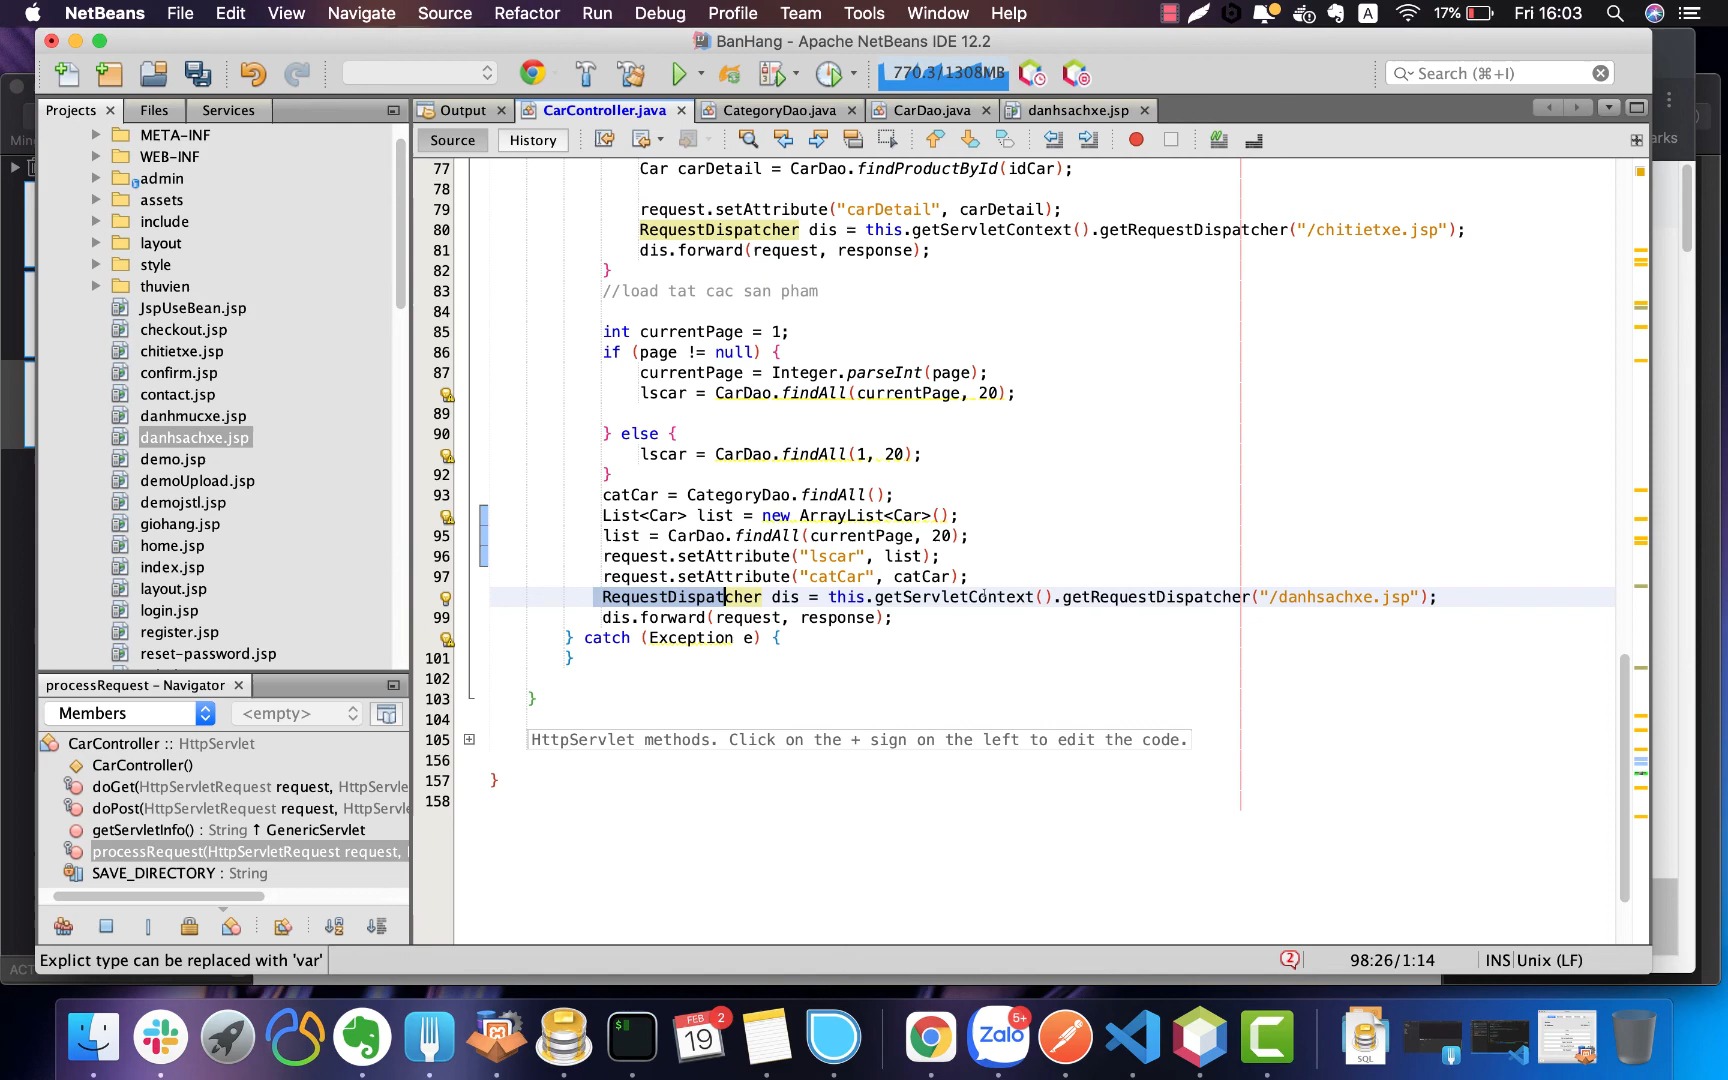 NetBeans File Edit View Navigate Source Refactor Run Debug Profile Team Tools Window Help A 17% Fri 16:03
BanHang - Apache NetBeans IDE 12.2
770.3/1308MB Search (⌘+I)
Projects Files Services
Output CarController.java CategoryDao.java CarDao.java danhsachxe.jsp
Source History
META-INF
WEB-INF
admin
assets
include
layout
style
thuvien
JspUseBean.jsp
checkout.jsp
chitietxe.jsp
confirm.jsp
contact.jsp
danhmucxe.jsp
danhsachxe.jsp
demo.jsp
demoUpload.jsp
demojstl.jsp
giohang.jsp
home.jsp
index.jsp
layout.jsp
login.jsp
register.jsp
reset-password.jsp
77 Car carDetail = CarDao.findProductById(idCar);
78
79 request.setAttribute("carDetail", carDetail);
80 RequestDispatcher dis = this.getServletContext().getRequestDispatcher("/chitietxe.jsp");
81 dis.forward(request, response);
82 }
83 //load tat cac san pham
84
85 int currentPage = 1;
86 if (page != null) {
87 currentPage = Integer.parseInt(page);
lscar = CarDao.findAll(currentPage, 20);
89
90 } else {
lscar = CarDao.findAll(1, 20);
92 }
93 catCar = CategoryDao.findAll();
List<Car> list = new ArrayList<Car>();
95 list = CarDao.findAll(currentPage, 20);
96 request.setAttribute("lscar", list);
97 request.setAttribute("catCar", catCar);
RequestDispatcher dis = this.getServletContext().getRequestDispatcher("/danhsachxe.jsp");
99 dis.forward(request, response);
} catch (Exception e) {
101 }
102
103 }
104
105 HttpServlet methods. Click on the + sign on the left to edit the code.
156
157 }
158
processRequest - Navigator
Members <empty>
CarController :: HttpServlet
CarController()
doGet(HttpServletRequest request, HttpServle
doPost(HttpServletRequest request, HttpServl
getServletInfo() : String ↑ GenericServlet
processRequest(HttpServletRequest request,
SAVE_DIRECTORY : String
Explict type can be replaced with 'var' 2 98:26/1:14 INS Unix (LF)
FEB 2
19
Zalo
5+
SQL